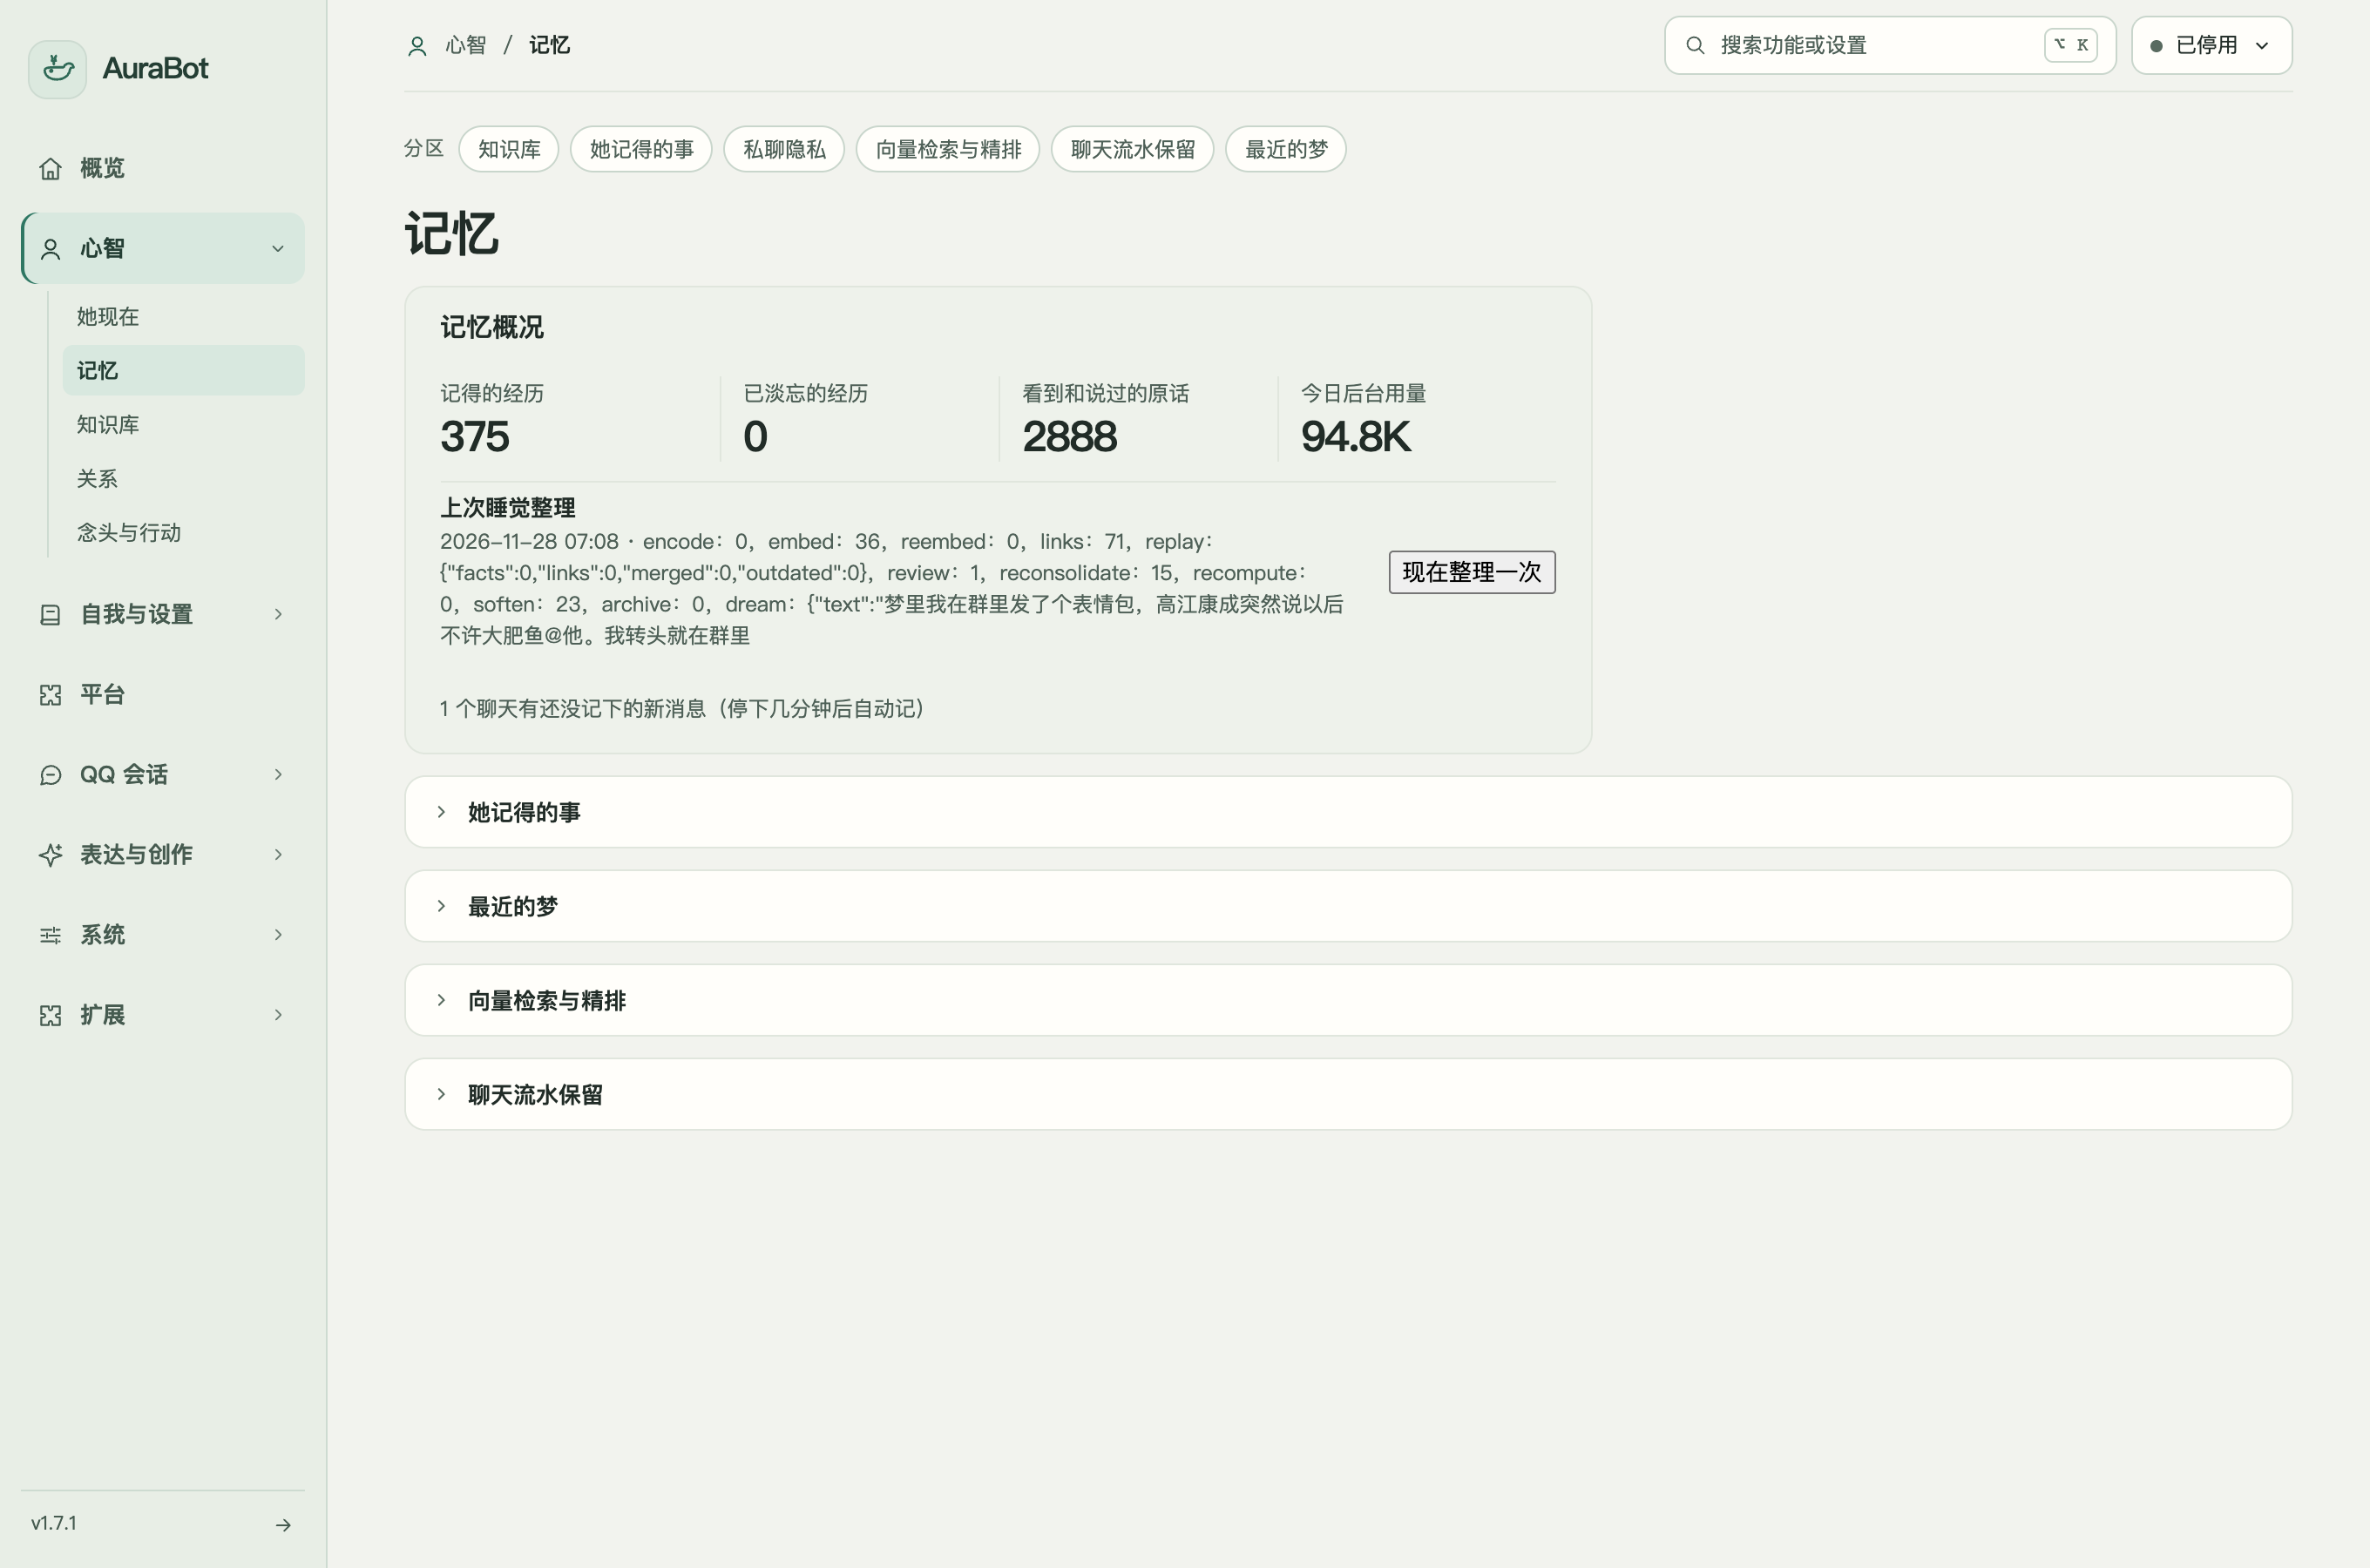 AuraBot
概览
心智
她现在
记忆
知识库
关系
念头与行动
自我与设置
平台
QQ 会话
表达与创作
系统
扩展
v1.7.1
心智 / 记忆
搜索功能或设置
⌥ K
已停用
分区 知识库 她记得的事 私聊隐私 向量检索与精排 聊天流水保留 最近的梦
记忆
记忆概况
记得的经历 已淡忘的经历 看到和说过的原话 今日后台用量
375 0 2888 94.8K
上次睡觉整理
2026-11-28 07:08 · encode：0，embed：36，reembed：0，links：71，replay：
{"facts":0,"links":0,"merged":0,"outdated":0}，review：1，reconsolidate：15，recompute：
0，soften：23，archive：0，dream：{"text":"梦里我在群里发了个表情包，高江康成突然说以后
不许大肥鱼@他。我转头就在群里
现在整理一次
1 个聊天有还没记下的新消息（停下几分钟后自动记）
她记得的事
最近的梦
向量检索与精排
聊天流水保留